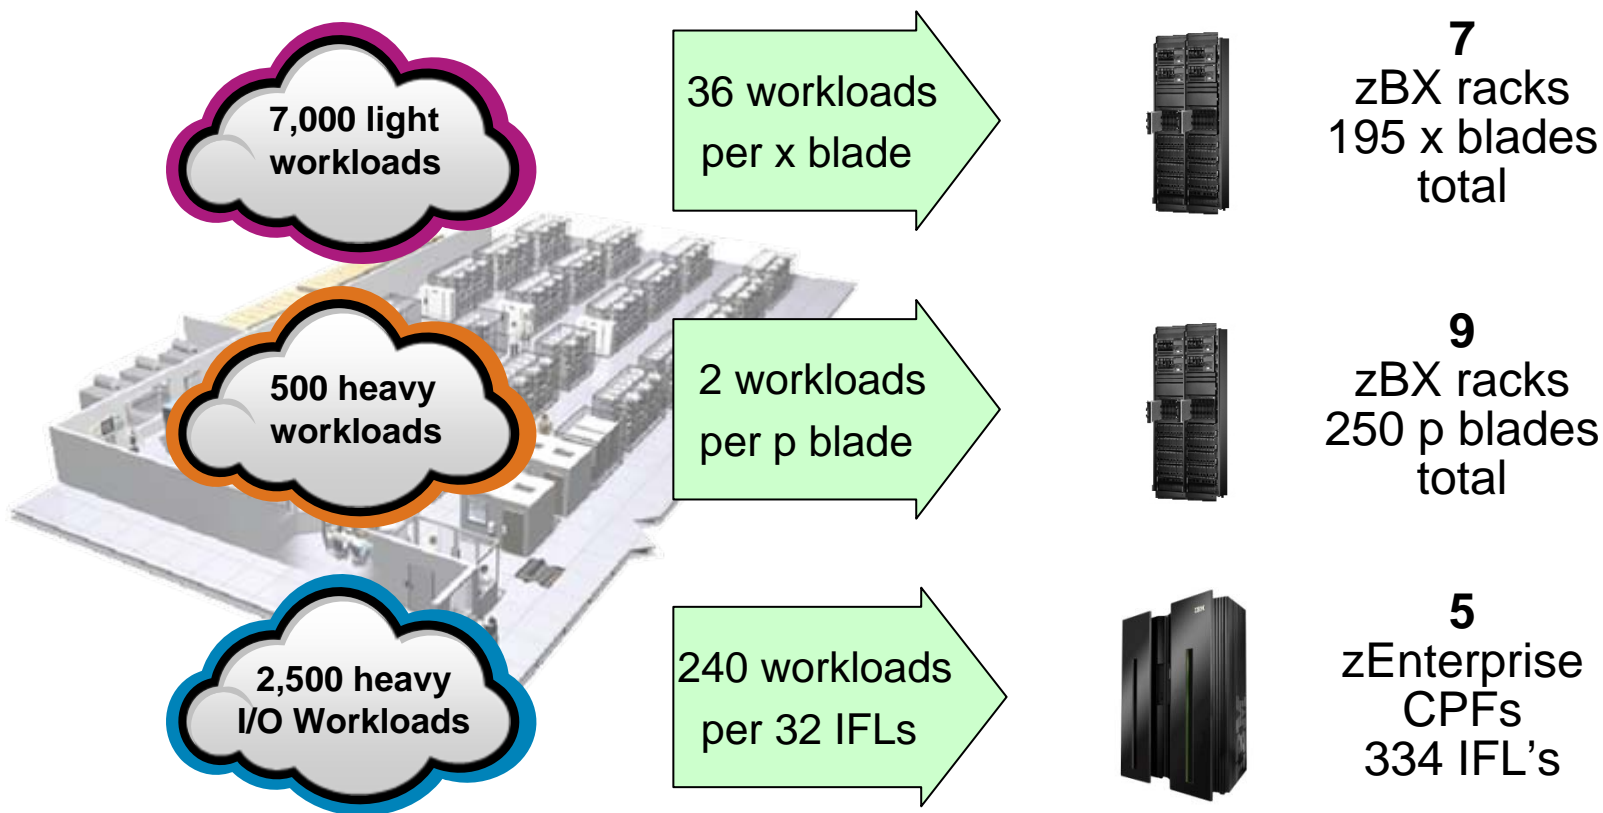 7,000 light
workloads
36 workloads
per x blade
7
zBX racks
195 x blades
total
500 heavy
workloads
2 workloads
per p blade
9
zBX racks
250 p blades
total
2,500 heavy
I/O Workloads
240 workloads
per 32 IFLs
IBM
5
zEnterprise
CPFs
334 IFL's